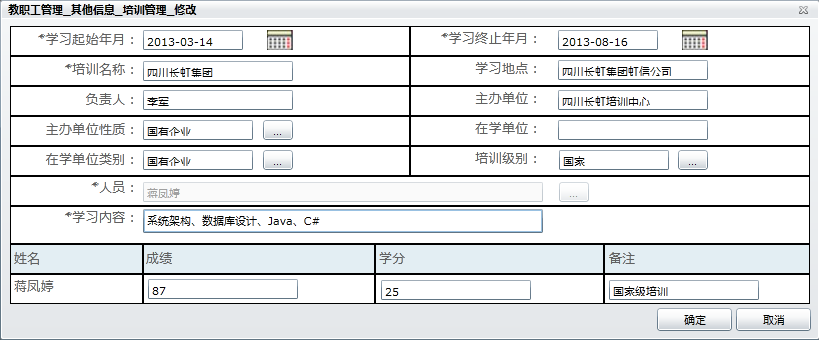 教职工管理_其他信息_培训管理_修改
*学习起始年月： 2013-03-14 *学习终止年月： 2013-08-16
*培训名称： 四川长虹集团 学习地点： 四川长虹集团虹信公司
负责人： 李军 主办单位： 四川长虹培训中心
主办单位性质： 国有企业 ... 在学单位：
在学单位类别： 国有企业 ... 培训级别： 国家 ...
*人员： 蒋凤婷 ...
*学习内容： 系统架构、数据库设计、Java、C#
姓名 成绩 学分 备注
蒋凤婷 87 25 国家级培训
确定 取消